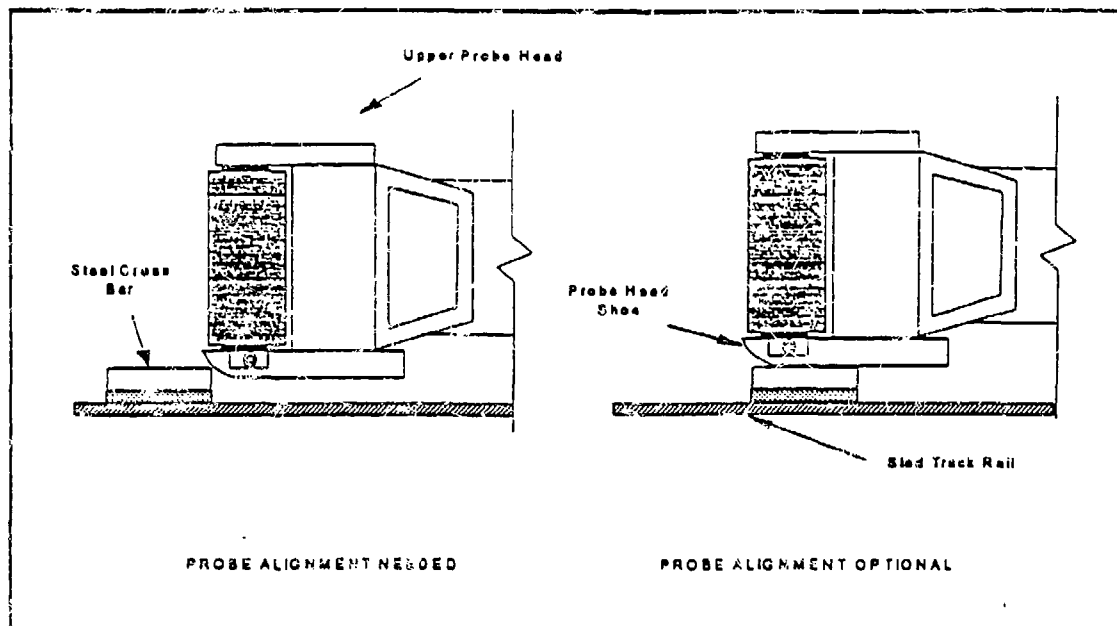 Upper Probe Head
Steel Cross
Bar
Probe Head
Shoe
Sled Track Rail
PROBE ALIGNMENT NEEDED
PROBE ALIGNMENT OPTIONAL